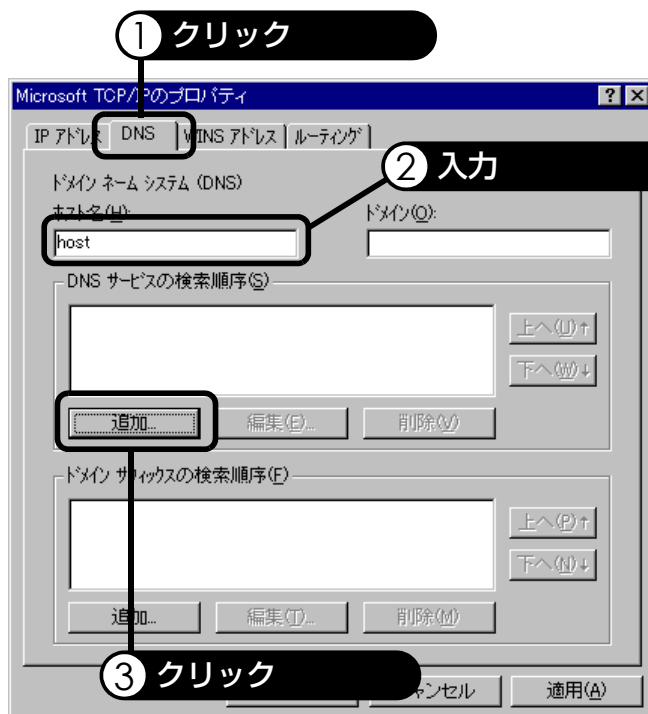 ① クリック
Microsoft TCP/IPのプロパティ
IP アドレス DNS WINS アドレス ルーティング
② 入力
ドメイン ネーム システム (DNS)
ホスト名(H): ドメイン(O):
host
DNS サービスの検索順序(S)
上へ(U)↑
下へ(W)↓
追加... 編集(E)... 削除(V)
ドメイン サフィックスの検索順序(F)
上へ(P)↑
下へ(N)↓
追加... 編集(T)... 削除(M)
③ クリック
キャンセル 適用(A)